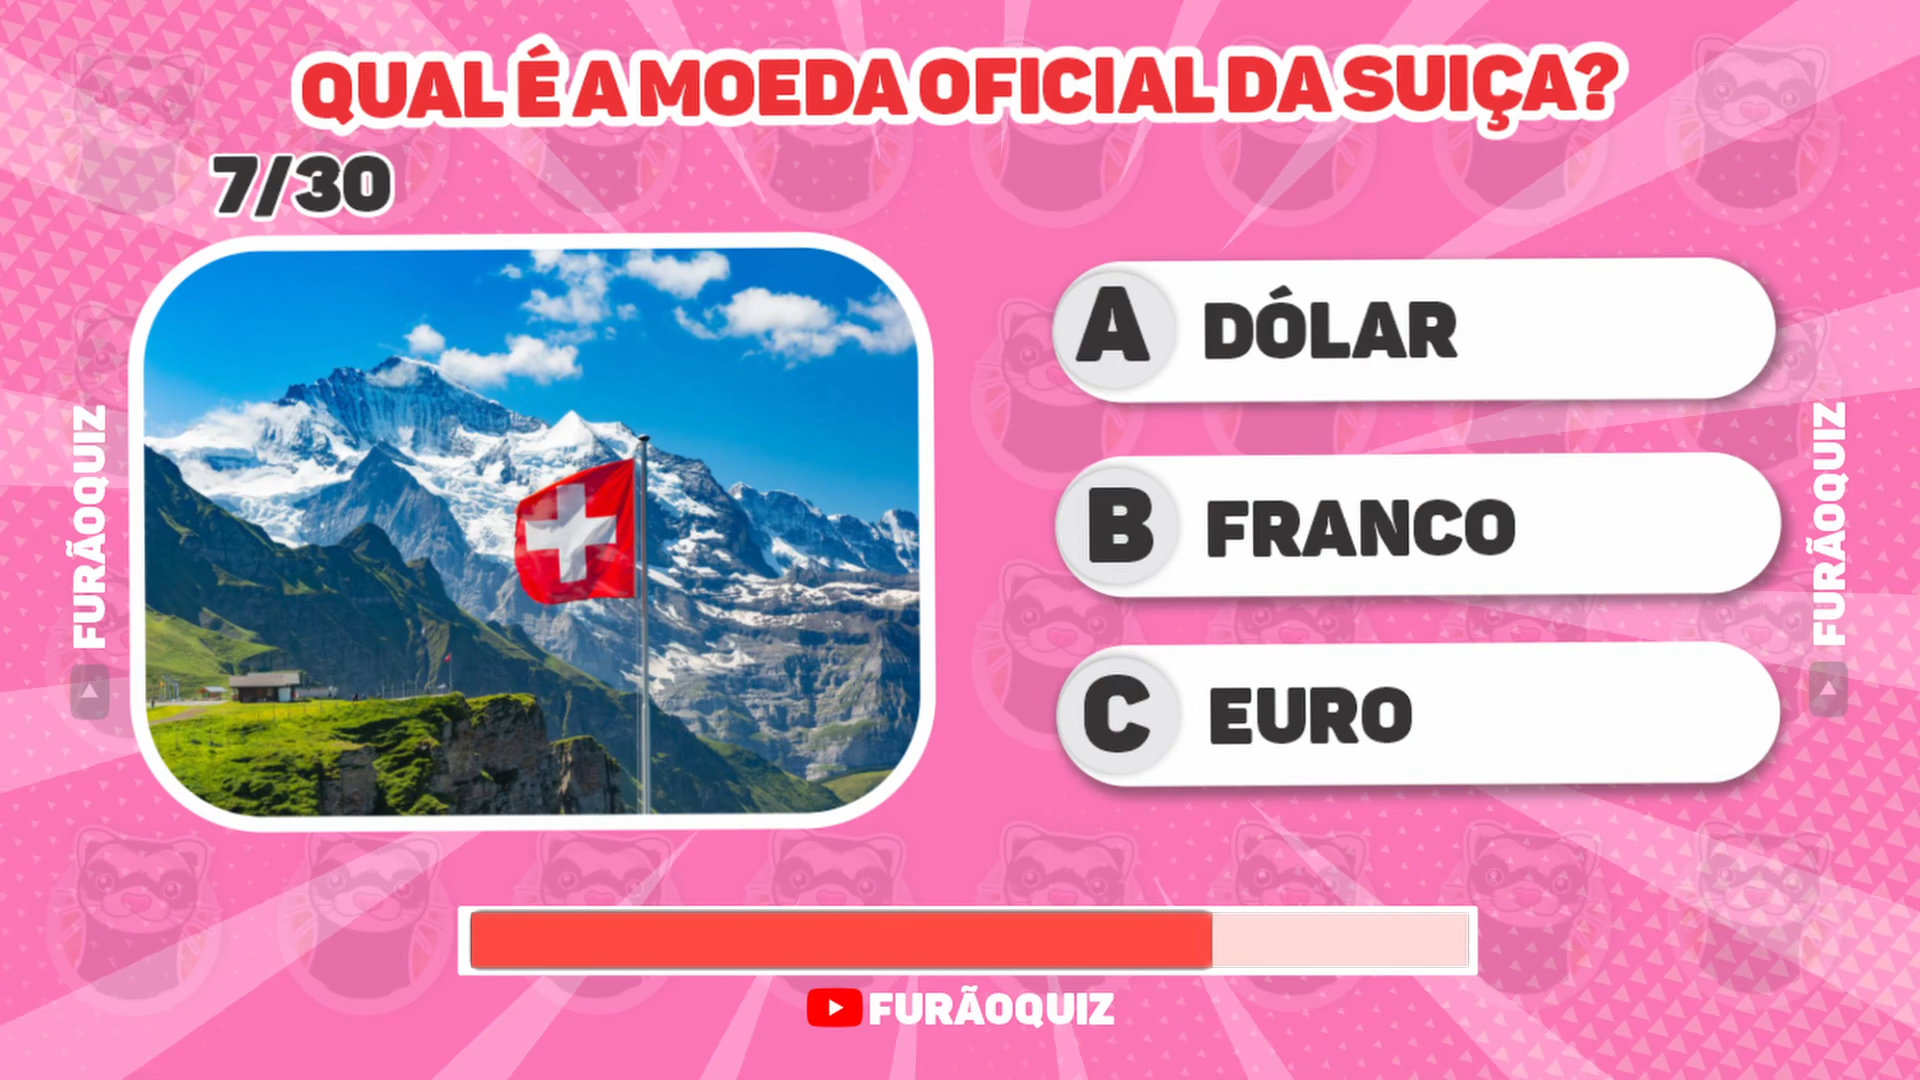 QUAL É A MOEDA OFICIAL DA SUIÇA?
7/30
A DÓLAR
B FRANCO
C EURO
FURÃOQUIZ
FURÃOQUIZ
FURÃOQUIZ